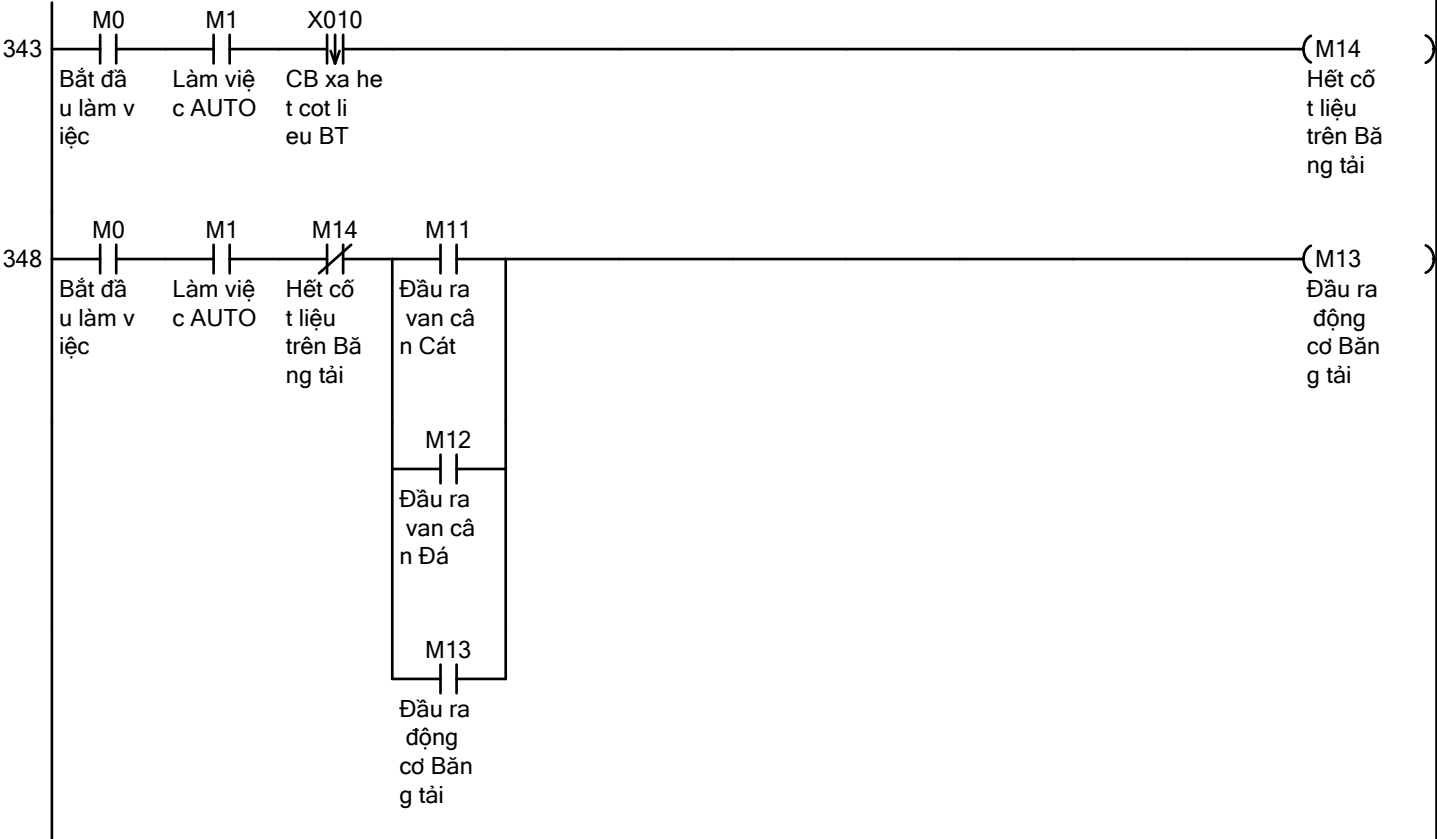 M0 M1 X010
343 (M14 )
Bắt đầ Làm việ CB xa he Hết cố
u làm v c AUTO t cot li t liệu
iệc eu BT trên Bă
ng tải
M0 M1 M14 M11
348 (M13 )
Bắt đầ Làm việ Hết cố Đầu ra Đầu ra
u làm v c AUTO t liệu van câ động
iệc trên Bă n Cát cơ Băn
ng tải g tải
M12
Đầu ra
van câ
n Đá
M13
Đầu ra
động
cơ Băn
g tải